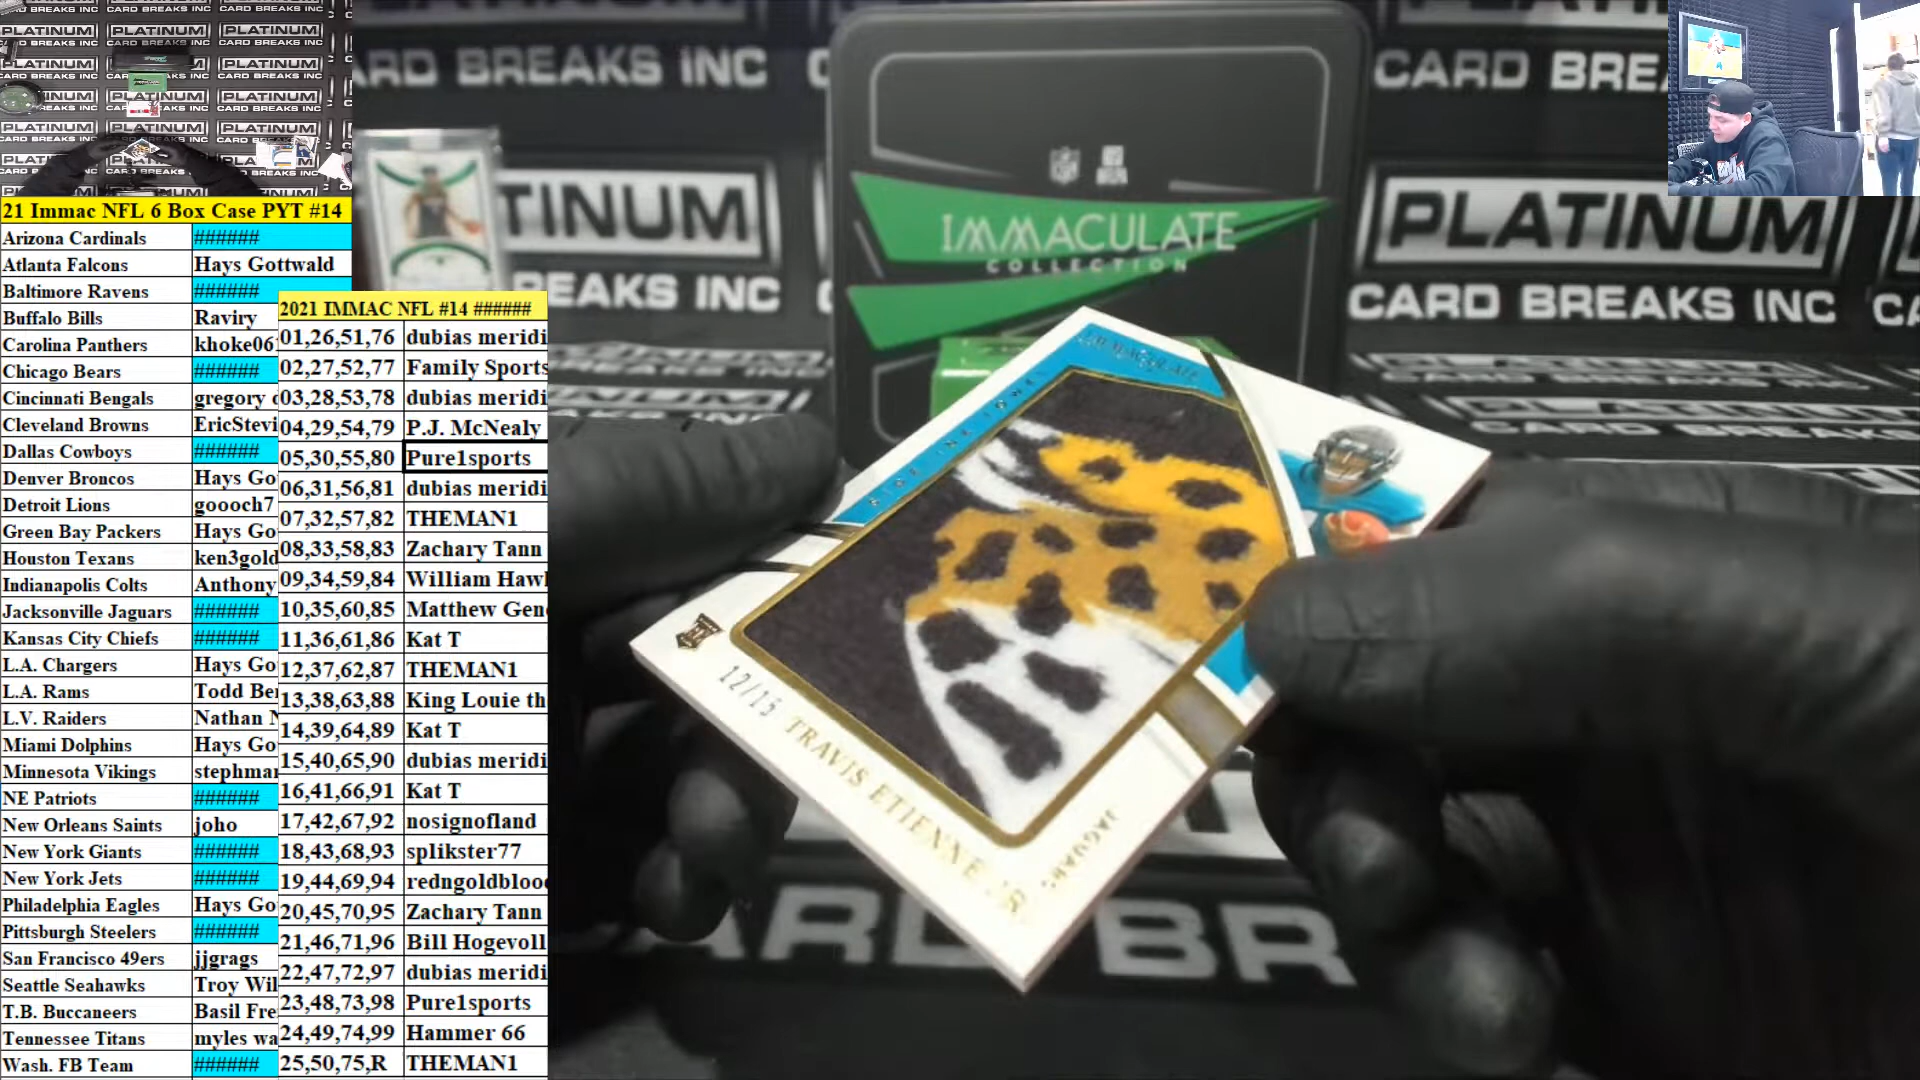 21 Immac NFL 6 Box Case PYT #14
Arizona Cardinals ######
Atlanta Falcons Hays Gottwald
Baltimore Ravens ######
Buffalo Bills Raviry
Carolina Panthers khoke06
Chicago Bears ######
Cincinnati Bengals gregory
Cleveland Browns EricStevi
Dallas Cowboys ######
Denver Broncos Hays Go
Detroit Lions goooch7
Green Bay Packers Hays Go
Houston Texans ken3gold
Indianapolis Colts Anthony
Jacksonville Jaguars ######
Kansas City Chiefs ######
L.A. Chargers Hays Go
L.A. Rams Todd Be
L.V. Raiders Nathan N
Miami Dolphins Hays Go
Minnesota Vikings stephmar
NE Patriots ######
New Orleans Saints joho
New York Giants ######
New York Jets ######
Philadelphia Eagles Hays Go
Pittsburgh Steelers ######
San Francisco 49ers jjgrags
Seattle Seahawks Troy Wil
T.B. Buccaneers Basil Fre
Tennessee Titans myles wa
Wash. FB Team ######
2021 IMMAC NFL #14 ######
01,26,51,76 dubias meridi
02,27,52,77 Family Sports
03,28,53,78 dubias meridi
04,29,54,79 P.J. McNealy
05,30,55,80 Pure1sports
06,31,56,81 dubias meridi
07,32,57,82 THEMAN1
08,33,58,83 Zachary Tann
09,34,59,84 William Hawl
10,35,60,85 Matthew Gen
11,36,61,86 Kat T
12,37,62,87 THEMAN1
13,38,63,88 King Louie th
14,39,64,89 Kat T
15,40,65,90 dubias meridi
16,41,66,91 Kat T
17,42,67,92 nosignofland
18,43,68,93 splikster77
19,44,69,94 redngoldbloo
20,45,70,95 Zachary Tann
21,46,71,96 Bill Hogevoll
22,47,72,97 dubias meridi
23,48,73,98 Pure1sports
24,49,74,99 Hammer 66
25,50,75,R THEMAN1
IMMACULATE
COLLECTION
PLATINUM
CARD BREAKS INC
12/15 TRAVIS ETIENNE JR.
JAGUARS